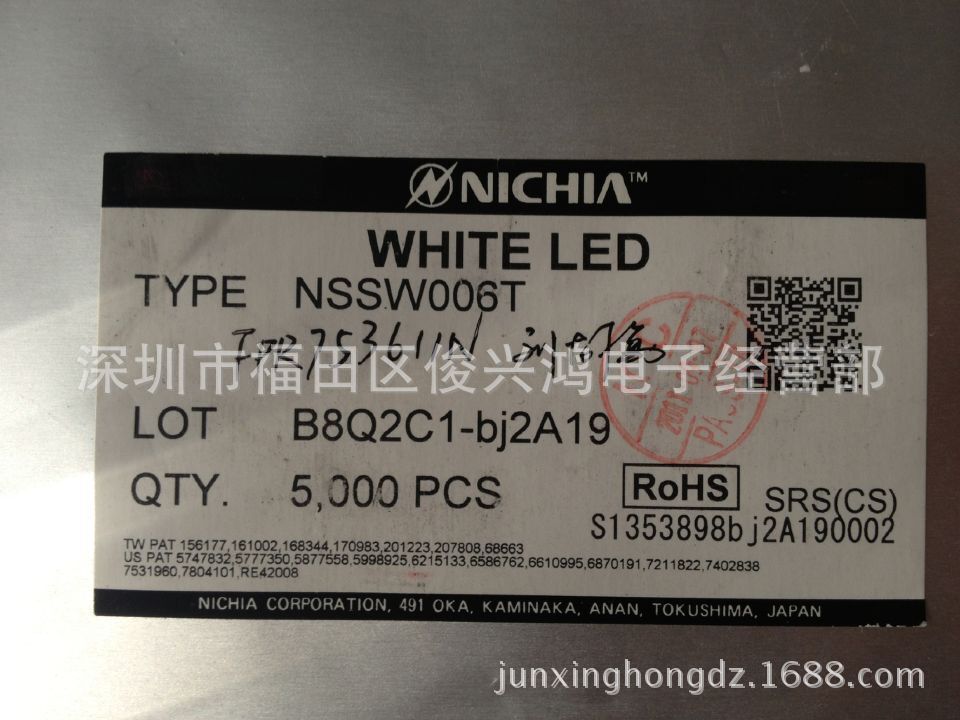 NICHIA™
WHITE LED
TYPE NSSW006T
753611N
深圳市福田区俊兴鸿电子经营部
LOT B8Q2C1-bj2A19
QTY. 5,000 PCS
RoHS SRS(CS)
S1353898bj2A190002
TW PAT 156177,161002,168344,170983,201223,207808,68663
US PAT 5747832,5777350,5877558,5998925,6215133,6586762,6610995,6870191,7211822,7402838
7531960,7804101,RE42008
NICHIA CORPORATION, 491 OKA, KAMINAKA, ANAN, TOKUSHIMA, JAPAN
junxinghongdz.1688.com